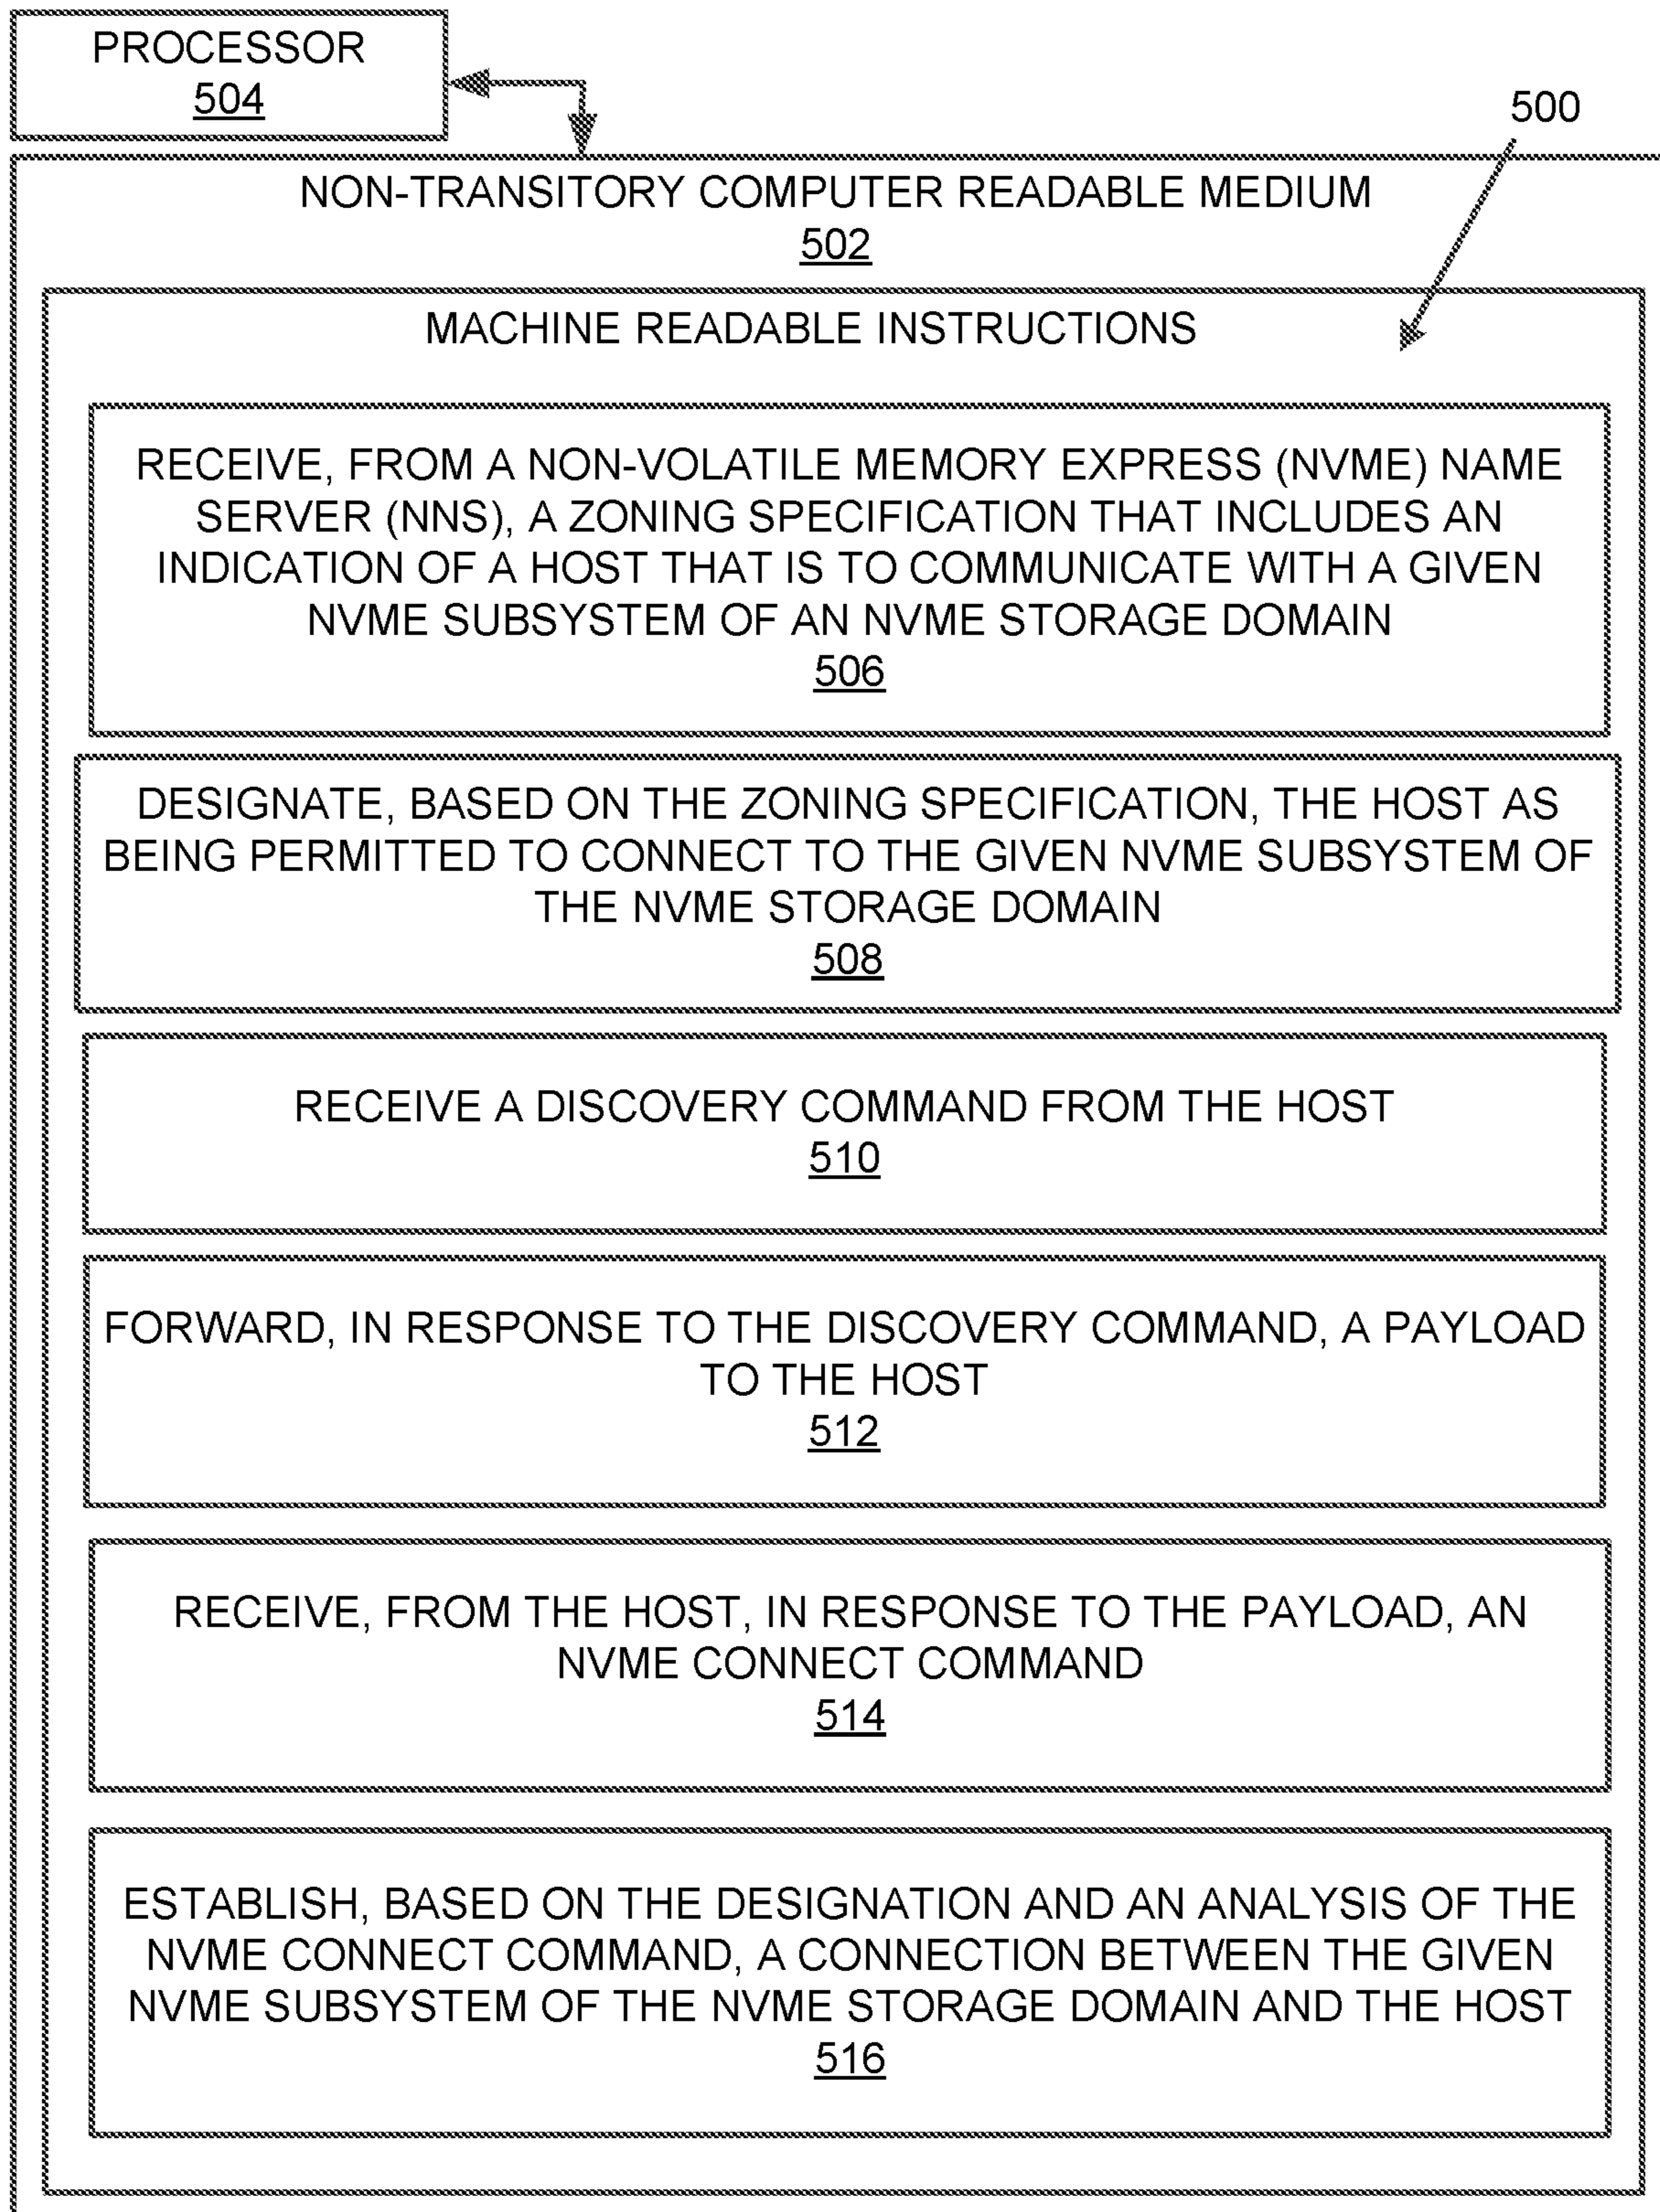 PROCESSOR
504
500
NON-TRANSITORY COMPUTER READABLE MEDIUM
502
MACHINE READABLE INSTRUCTIONS
RECEIVE, FROM A NON-VOLATILE MEMORY EXPRESS (NVME) NAME
SERVER (NNS), A ZONING SPECIFICATION THAT INCLUDES AN
INDICATION OF A HOST THAT IS TO COMMUNICATE WITH A GIVEN
NVME SUBSYSTEM OF AN NVME STORAGE DOMAIN
506
DESIGNATE, BASED ON THE ZONING SPECIFICATION, THE HOST AS
BEING PERMITTED TO CONNECT TO THE GIVEN NVME SUBSYSTEM OF
THE NVME STORAGE DOMAIN
508
RECEIVE A DISCOVERY COMMAND FROM THE HOST
510
FORWARD, IN RESPONSE TO THE DISCOVERY COMMAND, A PAYLOAD
TO THE HOST
512
RECEIVE, FROM THE HOST, IN RESPONSE TO THE PAYLOAD, AN
NVME CONNECT COMMAND
514
ESTABLISH, BASED ON THE DESIGNATION AND AN ANALYSIS OF THE
NVME CONNECT COMMAND, A CONNECTION BETWEEN THE GIVEN
NVME SUBSYSTEM OF THE NVME STORAGE DOMAIN AND THE HOST
516